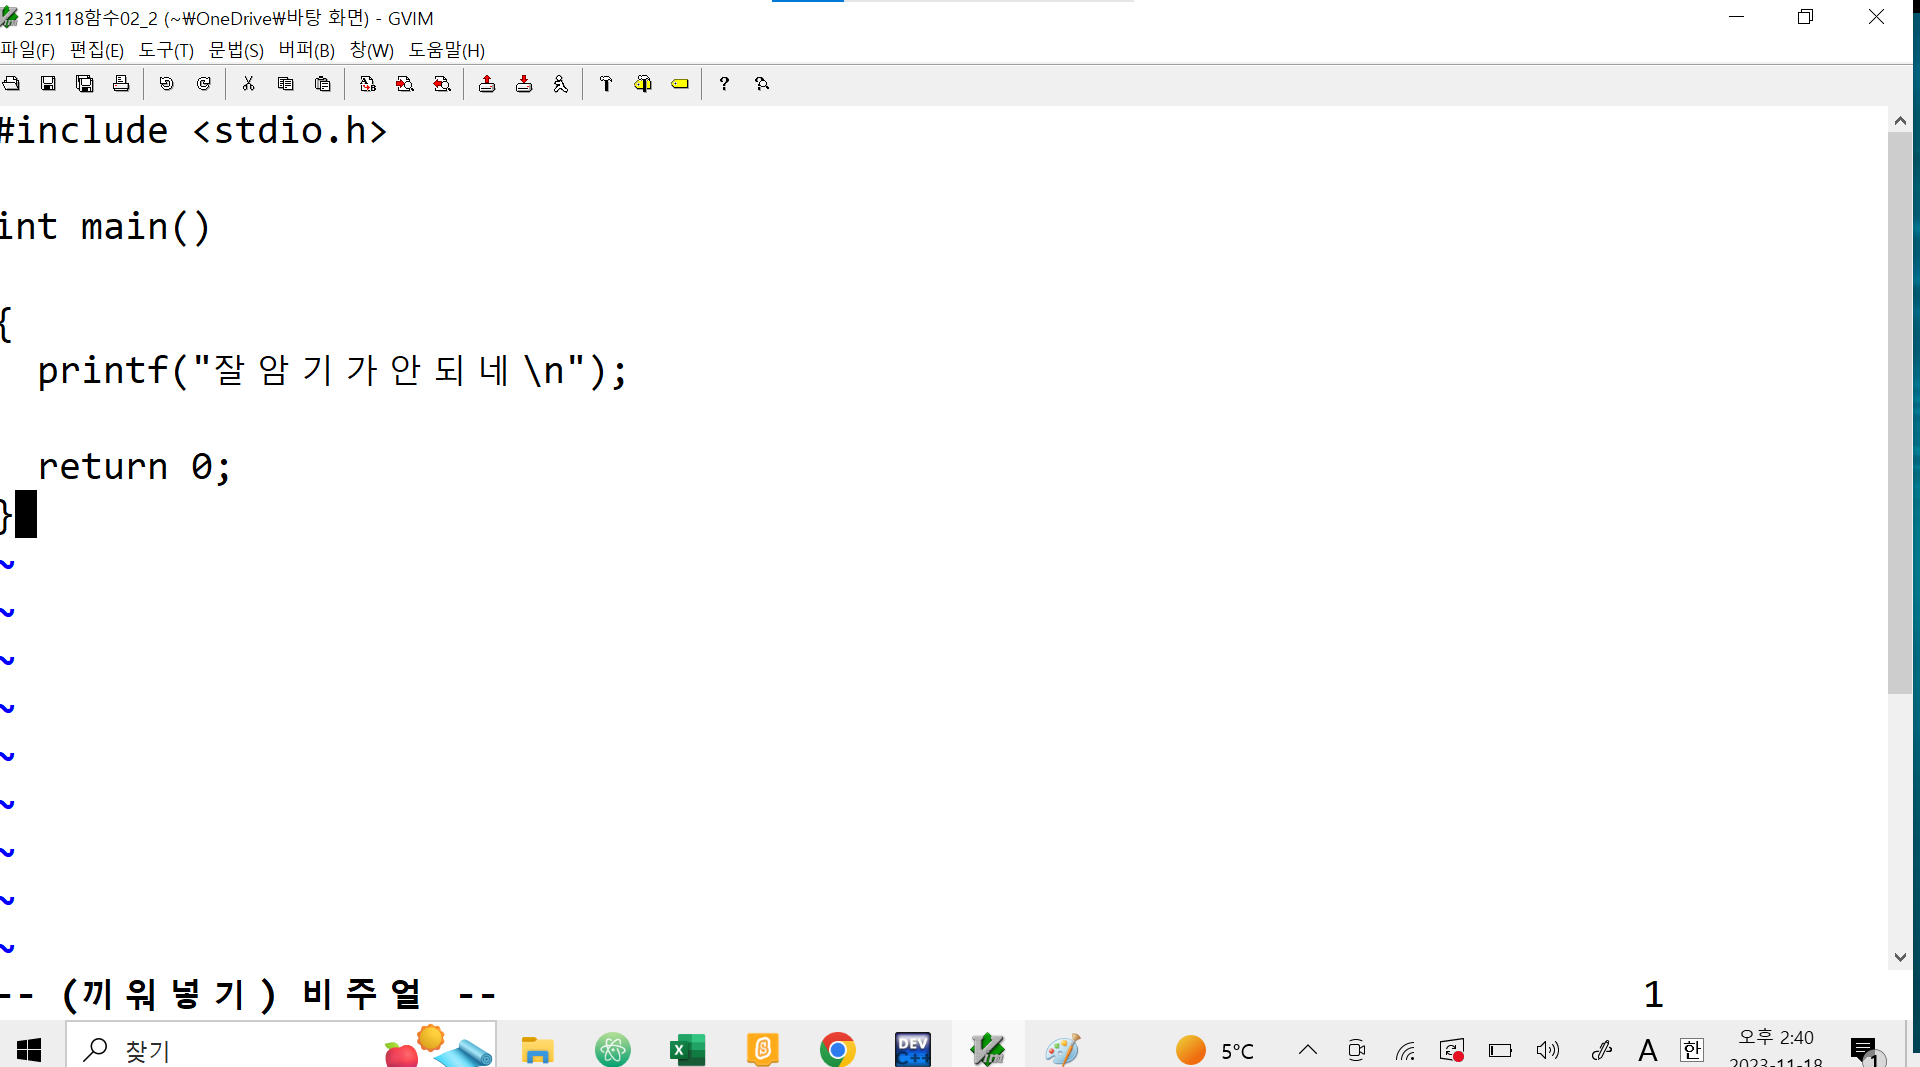 231118함수02_2 (~\OneDrive\바탕 화면) - GVIM
파일(F) 편집(E) 도구(T) 문법(S) 버퍼(B) 창(W) 도움말(H)
#include <stdio.h>
int main()
{
printf("잘암기가안되네\n");
return 0;
}
~
~
~
~
~
~
~
~
~
-- (끼워넣기) 비주얼 -- 1
찾기
DEV C++
5°C
A
한
오후 2:40
2023-11-18
1